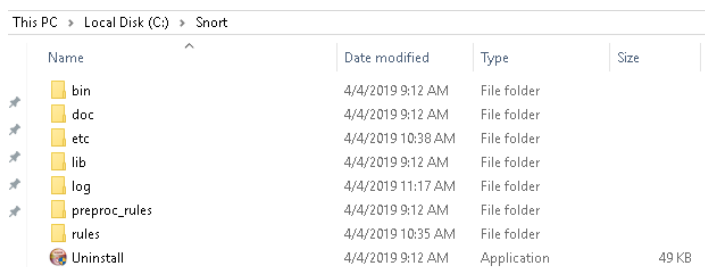 This PC > Local Disk (C:) > Snort
Name Date modified Type Size
bin 4/4/2019 9:12 AM File folder
doc 4/4/2019 9:12 AM File folder
etc 4/4/2019 10:38 AM File folder
lib 4/4/2019 9:12 AM File folder
log 4/4/2019 11:17 AM File folder
preproc_rules 4/4/2019 9:12 AM File folder
rules 4/4/2019 10:35 AM File folder
Uninstall 4/4/2019 9:12 AM Application 49 KB